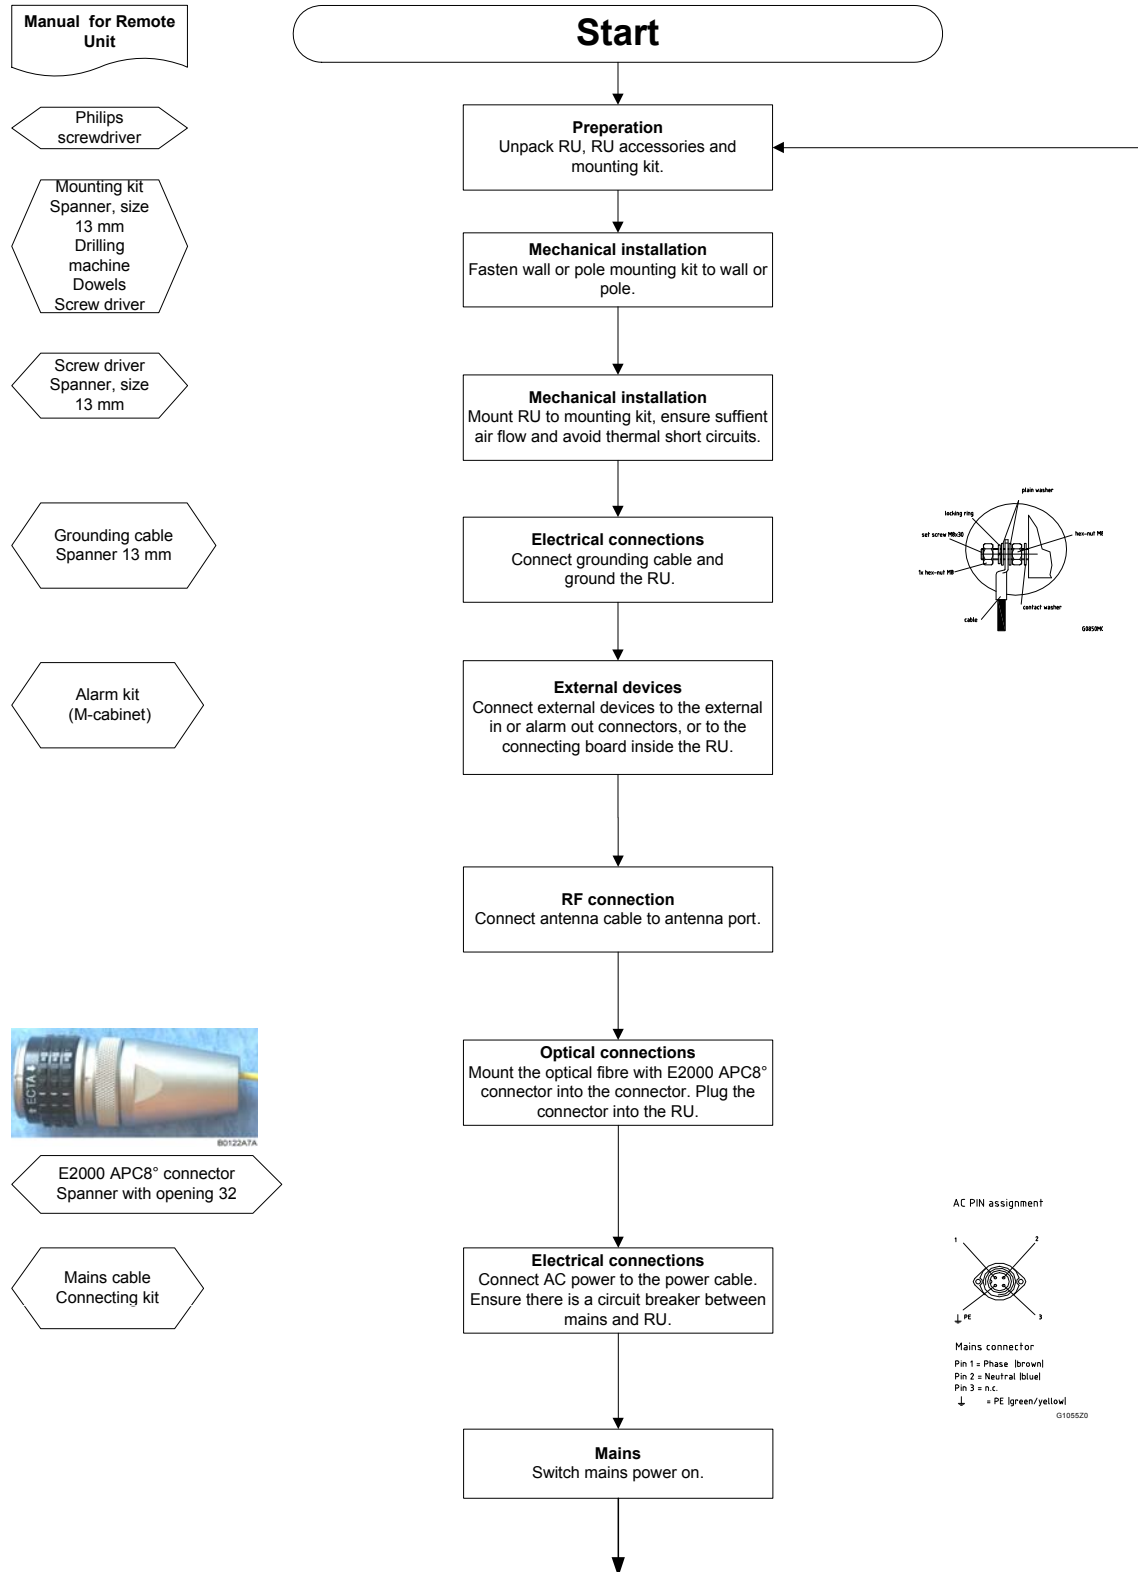 Manual for Remote
Unit
Start
Philips
screwdriver
Preperation
Unpack RU, RU accessories and
mounting kit.
Mounting kit
Spanner, size
13 mm
Drilling
machine
Dowels
Screw driver
Mechanical installation
Fasten wall or pole mounting kit to wall or
pole.
Screw driver
Spanner, size
13 mm
Mechanical installation
Mount RU to mounting kit, ensure suffient
air flow and avoid thermal short circuits.
Grounding cable
Spanner 13 mm
Electrical connections
Connect grounding cable and
ground the RU.
plain washer
locking ring
set screw M8x30
hex-nut M8
1x hex-nut M8
contact washer
cable
G0850MC
Alarm kit
(M-cabinet)
External devices
Connect external devices to the external
in or alarm out connectors, or to the
connecting board inside the RU.
RF connection
Connect antenna cable to antenna port.
ECTA
B0122A7A
Optical connections
Mount the optical fibre with E2000 APC8°
connector into the connector. Plug the
connector into the RU.
E2000 APC8° connector
Spanner with opening 32
Mains cable
Connecting kit
Electrical connections
Connect AC power to the power cable.
Ensure there is a circuit breaker between
mains and RU.
AC PIN assignment
1
2
PE
3
Mains connector
Pin 1 = Phase |brown|
Pin 2 = Neutral |blue|
Pin 3 = n.c.
= PE |green/yellow|
G1055Z0
Mains
Switch mains power on.